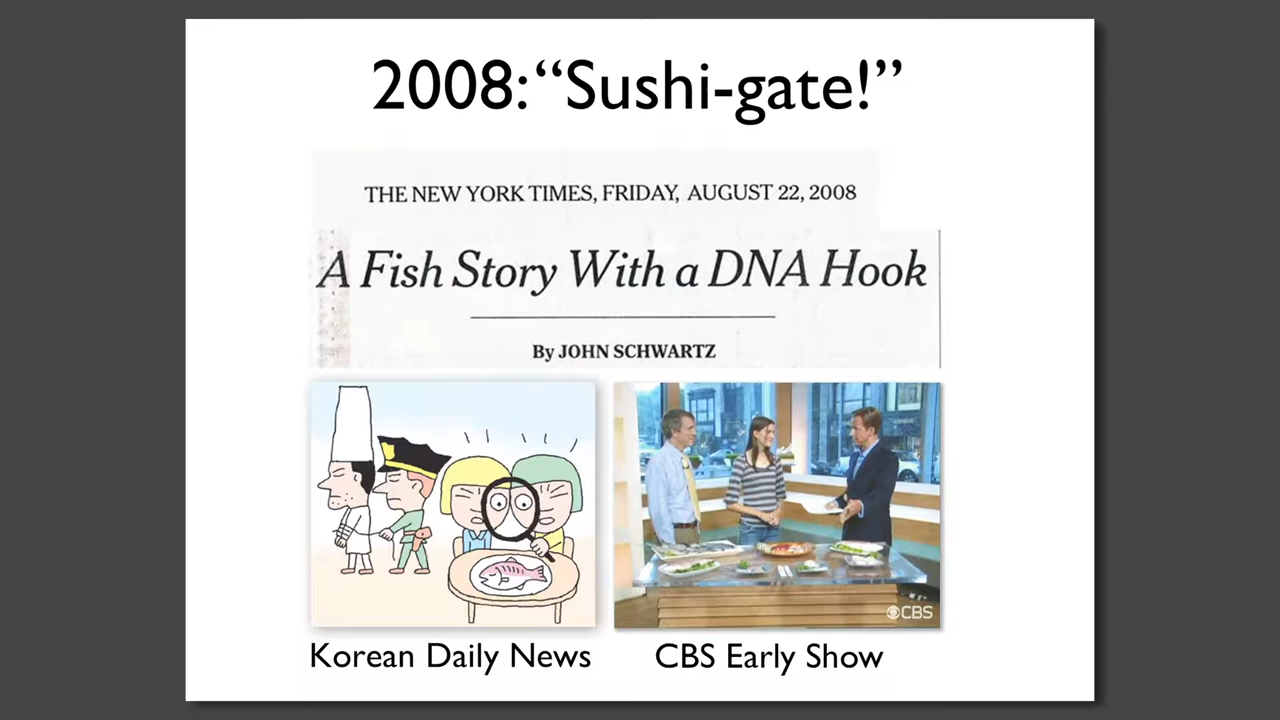 2008: “Sushi-gate!”
THE NEW YORK TIMES, FRIDAY, AUGUST 22, 2008
A Fish Story With a DNA Hook
By JOHN SCHWARTZ
CBS
Korean Daily News
CBS Early Show